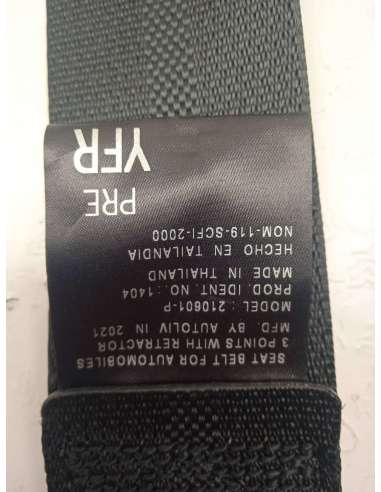 SEAT BELT FOR AUTOMOBILES
3 POINTS WITH RETRACTOR
MFD. BY AUTOLIV IN 2021
MODEL : 210601-P
PROD. IDENT. NO.: 1404
MADE IN THAILAND
HECHO EN TAILANDIA
NOM-119-SCFI-2000
PRE
YFR